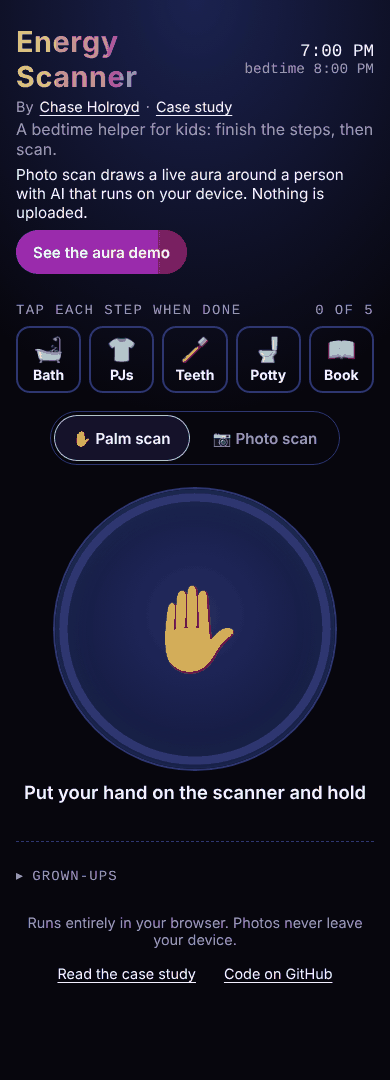 Energy
Scanner
7:00 PM
bedtime 8:00 PM
By Chase Holroyd · Case study
A bedtime helper for kids: finish the steps, then
scan.
Photo scan draws a live aura around a person
with AI that runs on your device. Nothing is
uploaded.
See the aura demo
TAP EACH STEP WHEN DONE 0 OF 5
Bath PJs Teeth Potty Book
Palm scan Photo scan
Put your hand on the scanner and hold
▶ GROWN-UPS
Runs entirely in your browser. Photos never leave
your device.
Read the case study Code on GitHub